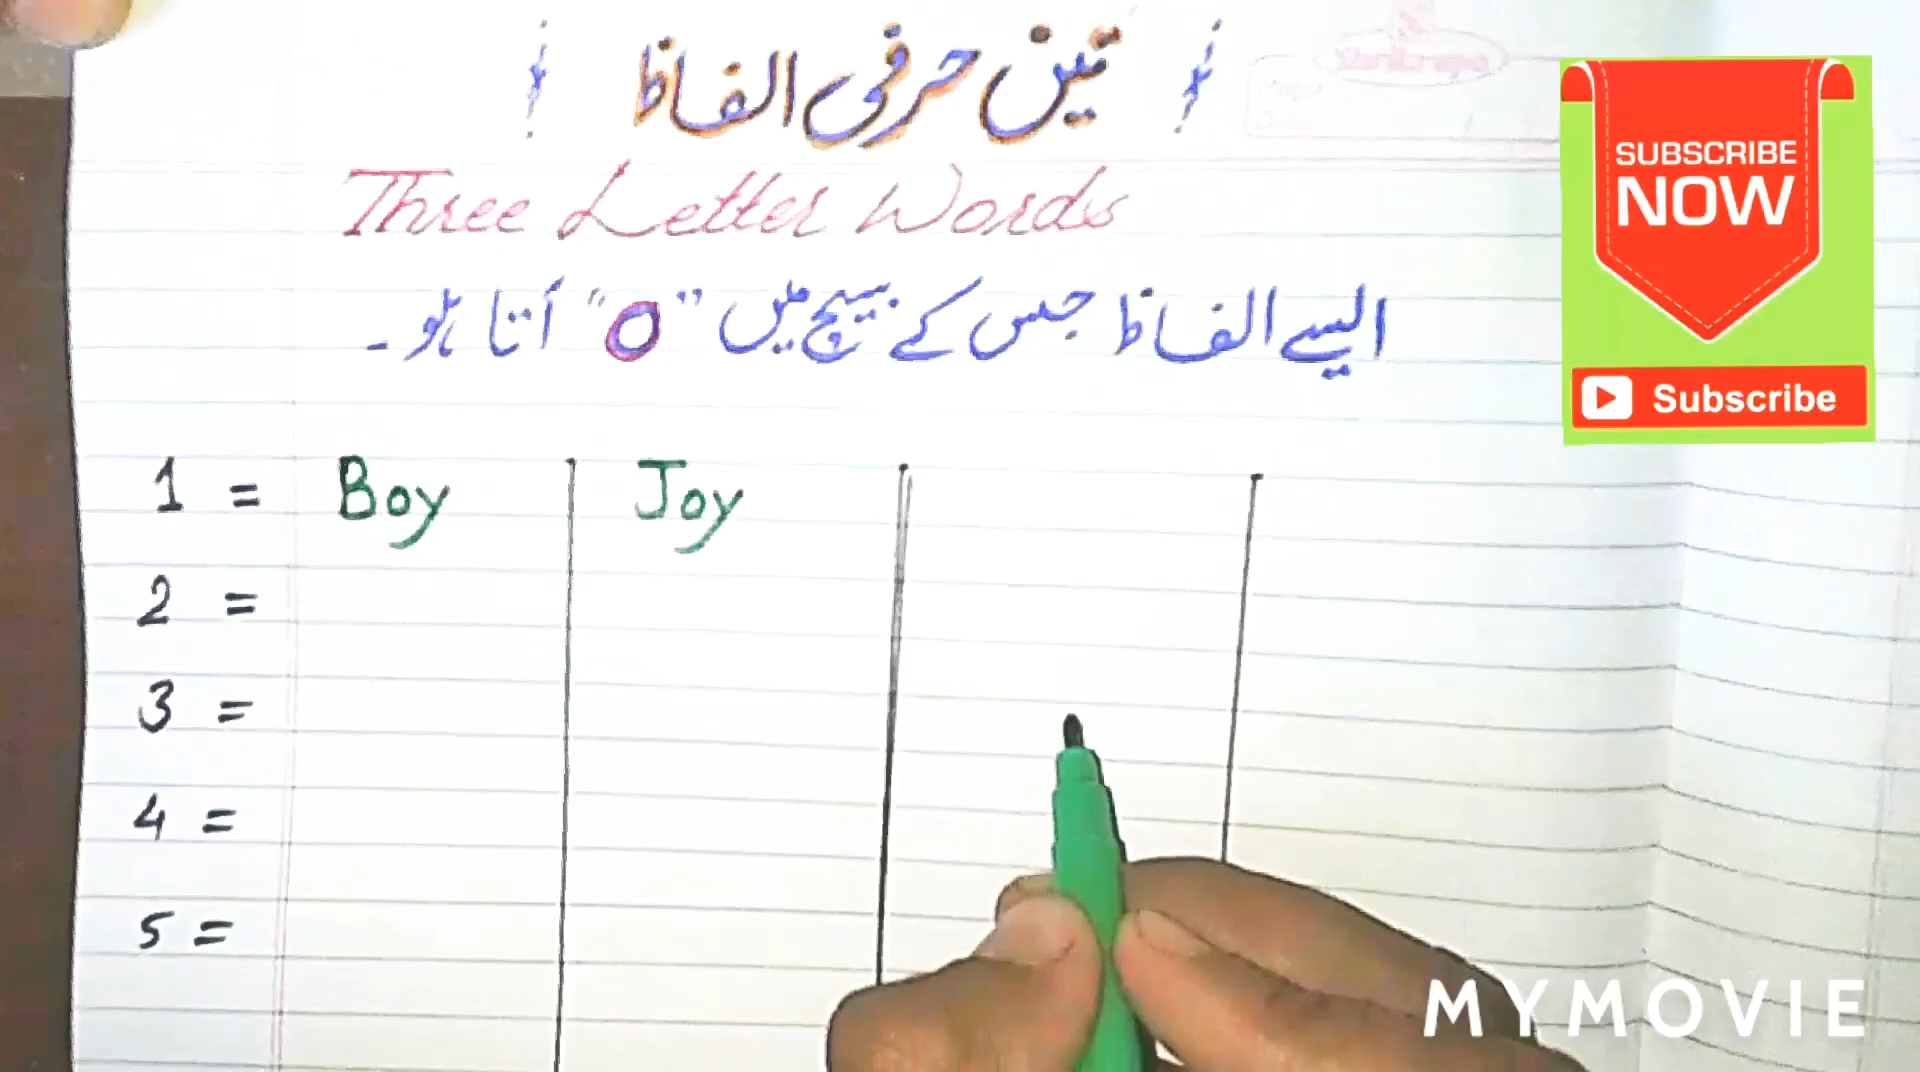 تین حرفی الفاظ
Three Letter Words
ایسے الفاظ جس کے بیچ میں "O" أتا ہو۔
SUBSCRIBE
NOW
Subscribe
1 = Boy Joy
2 =
3 =
4 =
5 =
MYMOVIE